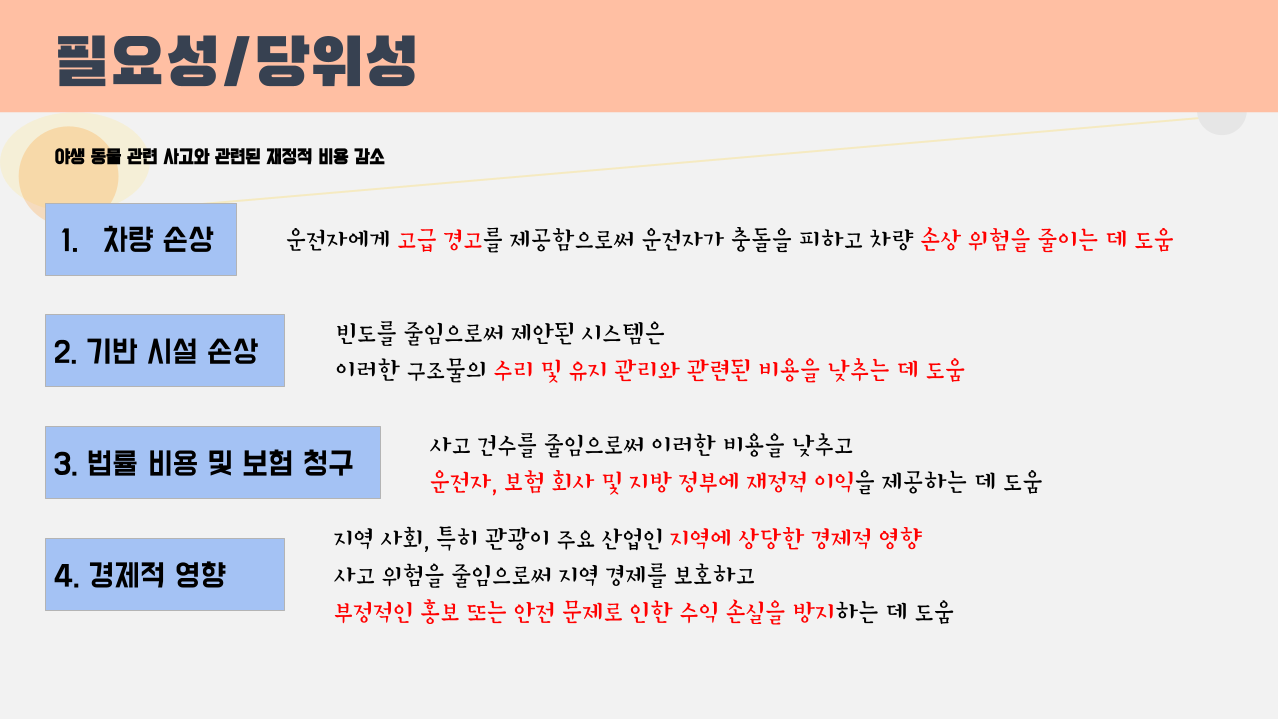 필요성/당위성
야생 동물 관련 사고와 관련된 재정적 비용 감소
1. 차량 손상
운전자에게 고급 경고를 제공함으로써 운전자가 충돌을 피하고 차량 손상 위험을 줄이는 데 도움
2. 기반 시설 손상
빈도를 줄임으로써 제안된 시스템은
이러한 구조물의 수리 및 유지 관리와 관련된 비용을 낮추는 데 도움
3. 법률 비용 및 보험 청구
사고 건수를 줄임으로써 이러한 비용을 낮추고
운전자, 보험 회사 및 지방 정부에 재정적 이익을 제공하는 데 도움
4. 경제적 영향
지역 사회, 특히 관광이 주요 산업인 지역에 상당한 경제적 영향
사고 위험을 줄임으로써 지역 경제를 보호하고
부정적인 홍보 또는 안전 문제로 인한 수익 손실을 방지하는 데 도움